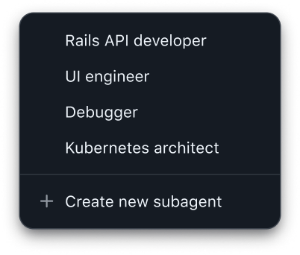 Rails API developer
UI engineer
Debugger
Kubernetes architect
+ Create new subagent